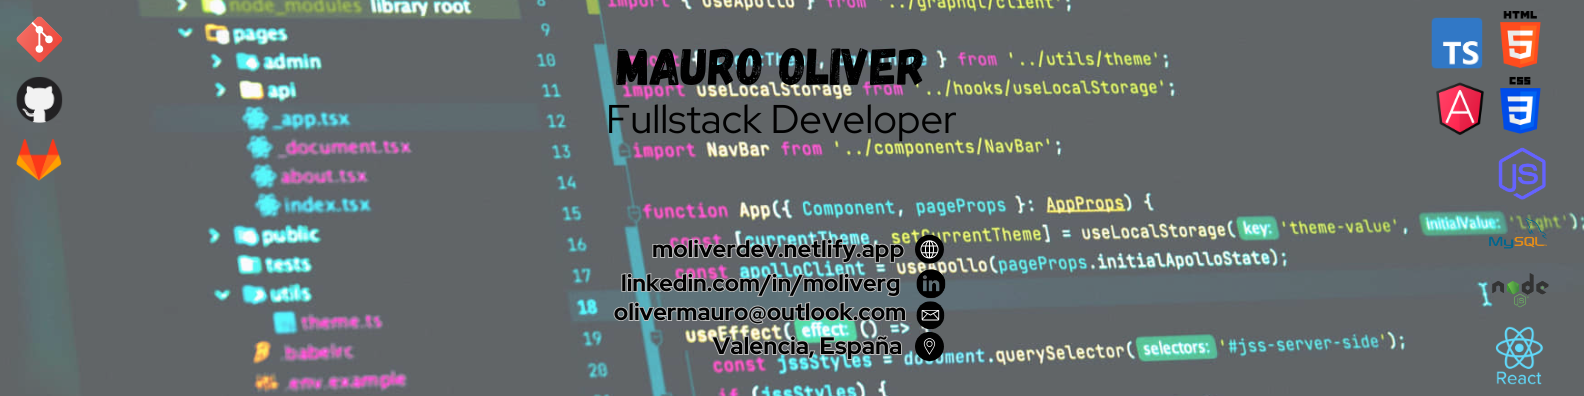 node_modules library root
pages
admin
api
_app.tsx
_document.tsx
about.tsx
index.tsx
public
tests
utils
theme.ts
.babelrc
.env.example
8
9
10
11
12
13
14
15
16
17
18
19
20
import { useApollo } from '../graphql/client';
} from '../utils/theme';
import useLocalStorage from '../hooks/useLocalStorage';
import NavBar from '../components/NavBar';
function App({ Component, pageProps }: AppProps) {
const [currentTheme, setCurrentTheme] = useLocalStorage( key: 'theme-value', initialValue: 'light');
const apolloClient = useApollo(pageProps.initialApolloState);
useEffect( effect: () =>
const jssStyles = document.querySelector( selectors: '#jss-server-side');
if (jssStyles) {
MAURO OLIVER
Fullstack Developer
moliverdev.netlify.app
linkedin.com/in/moliverg
in
olivermauro@outlook.com
Valencia, España
TS
HTML
5
A
CSS
3
JS
MySQL
node
JS
React